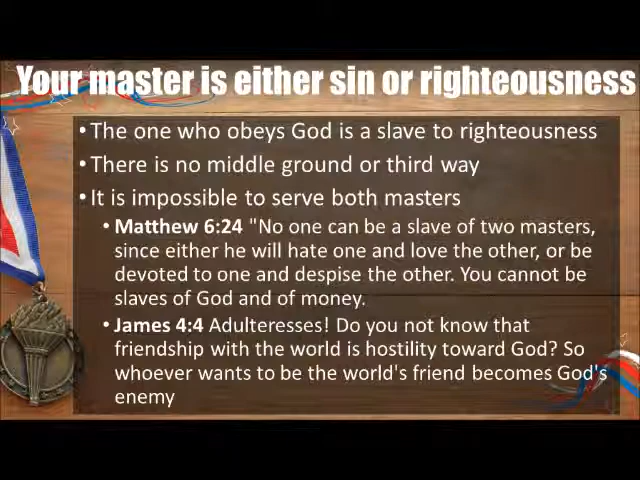 Your master is either sin or righteousness
• The one who obeys God is a slave to righteousness
• There is no middle ground or third way
• It is impossible to serve both masters
• Matthew 6:24 "No one can be a slave of two masters,
since either he will hate one and love the other, or be
devoted to one and despise the other. You cannot be
slaves of God and of money.
• James 4:4 Adulteresses! Do you not know that
friendship with the world is hostility toward God? So
whoever wants to be the world's friend becomes God's
enemy